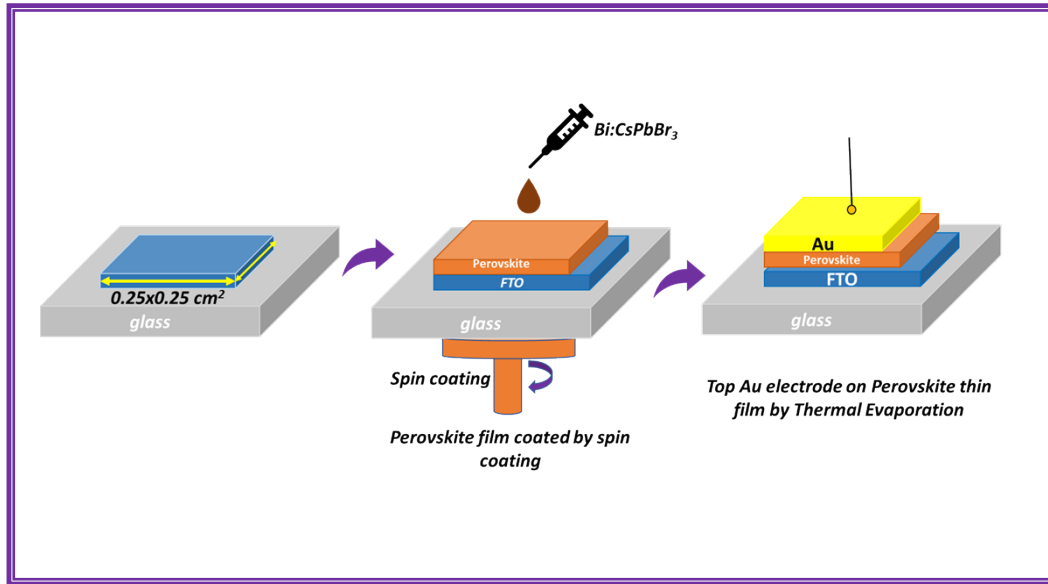 0.25x0.25 cm²
glass
Bi:CsPbBr₃
Perovskite
FTO
glass
Spin coating
Perovskite film coated by spin
coating
Au
Perovskite
FTO
glass
Top Au electrode on Perovskite thin
film by Thermal Evaporation